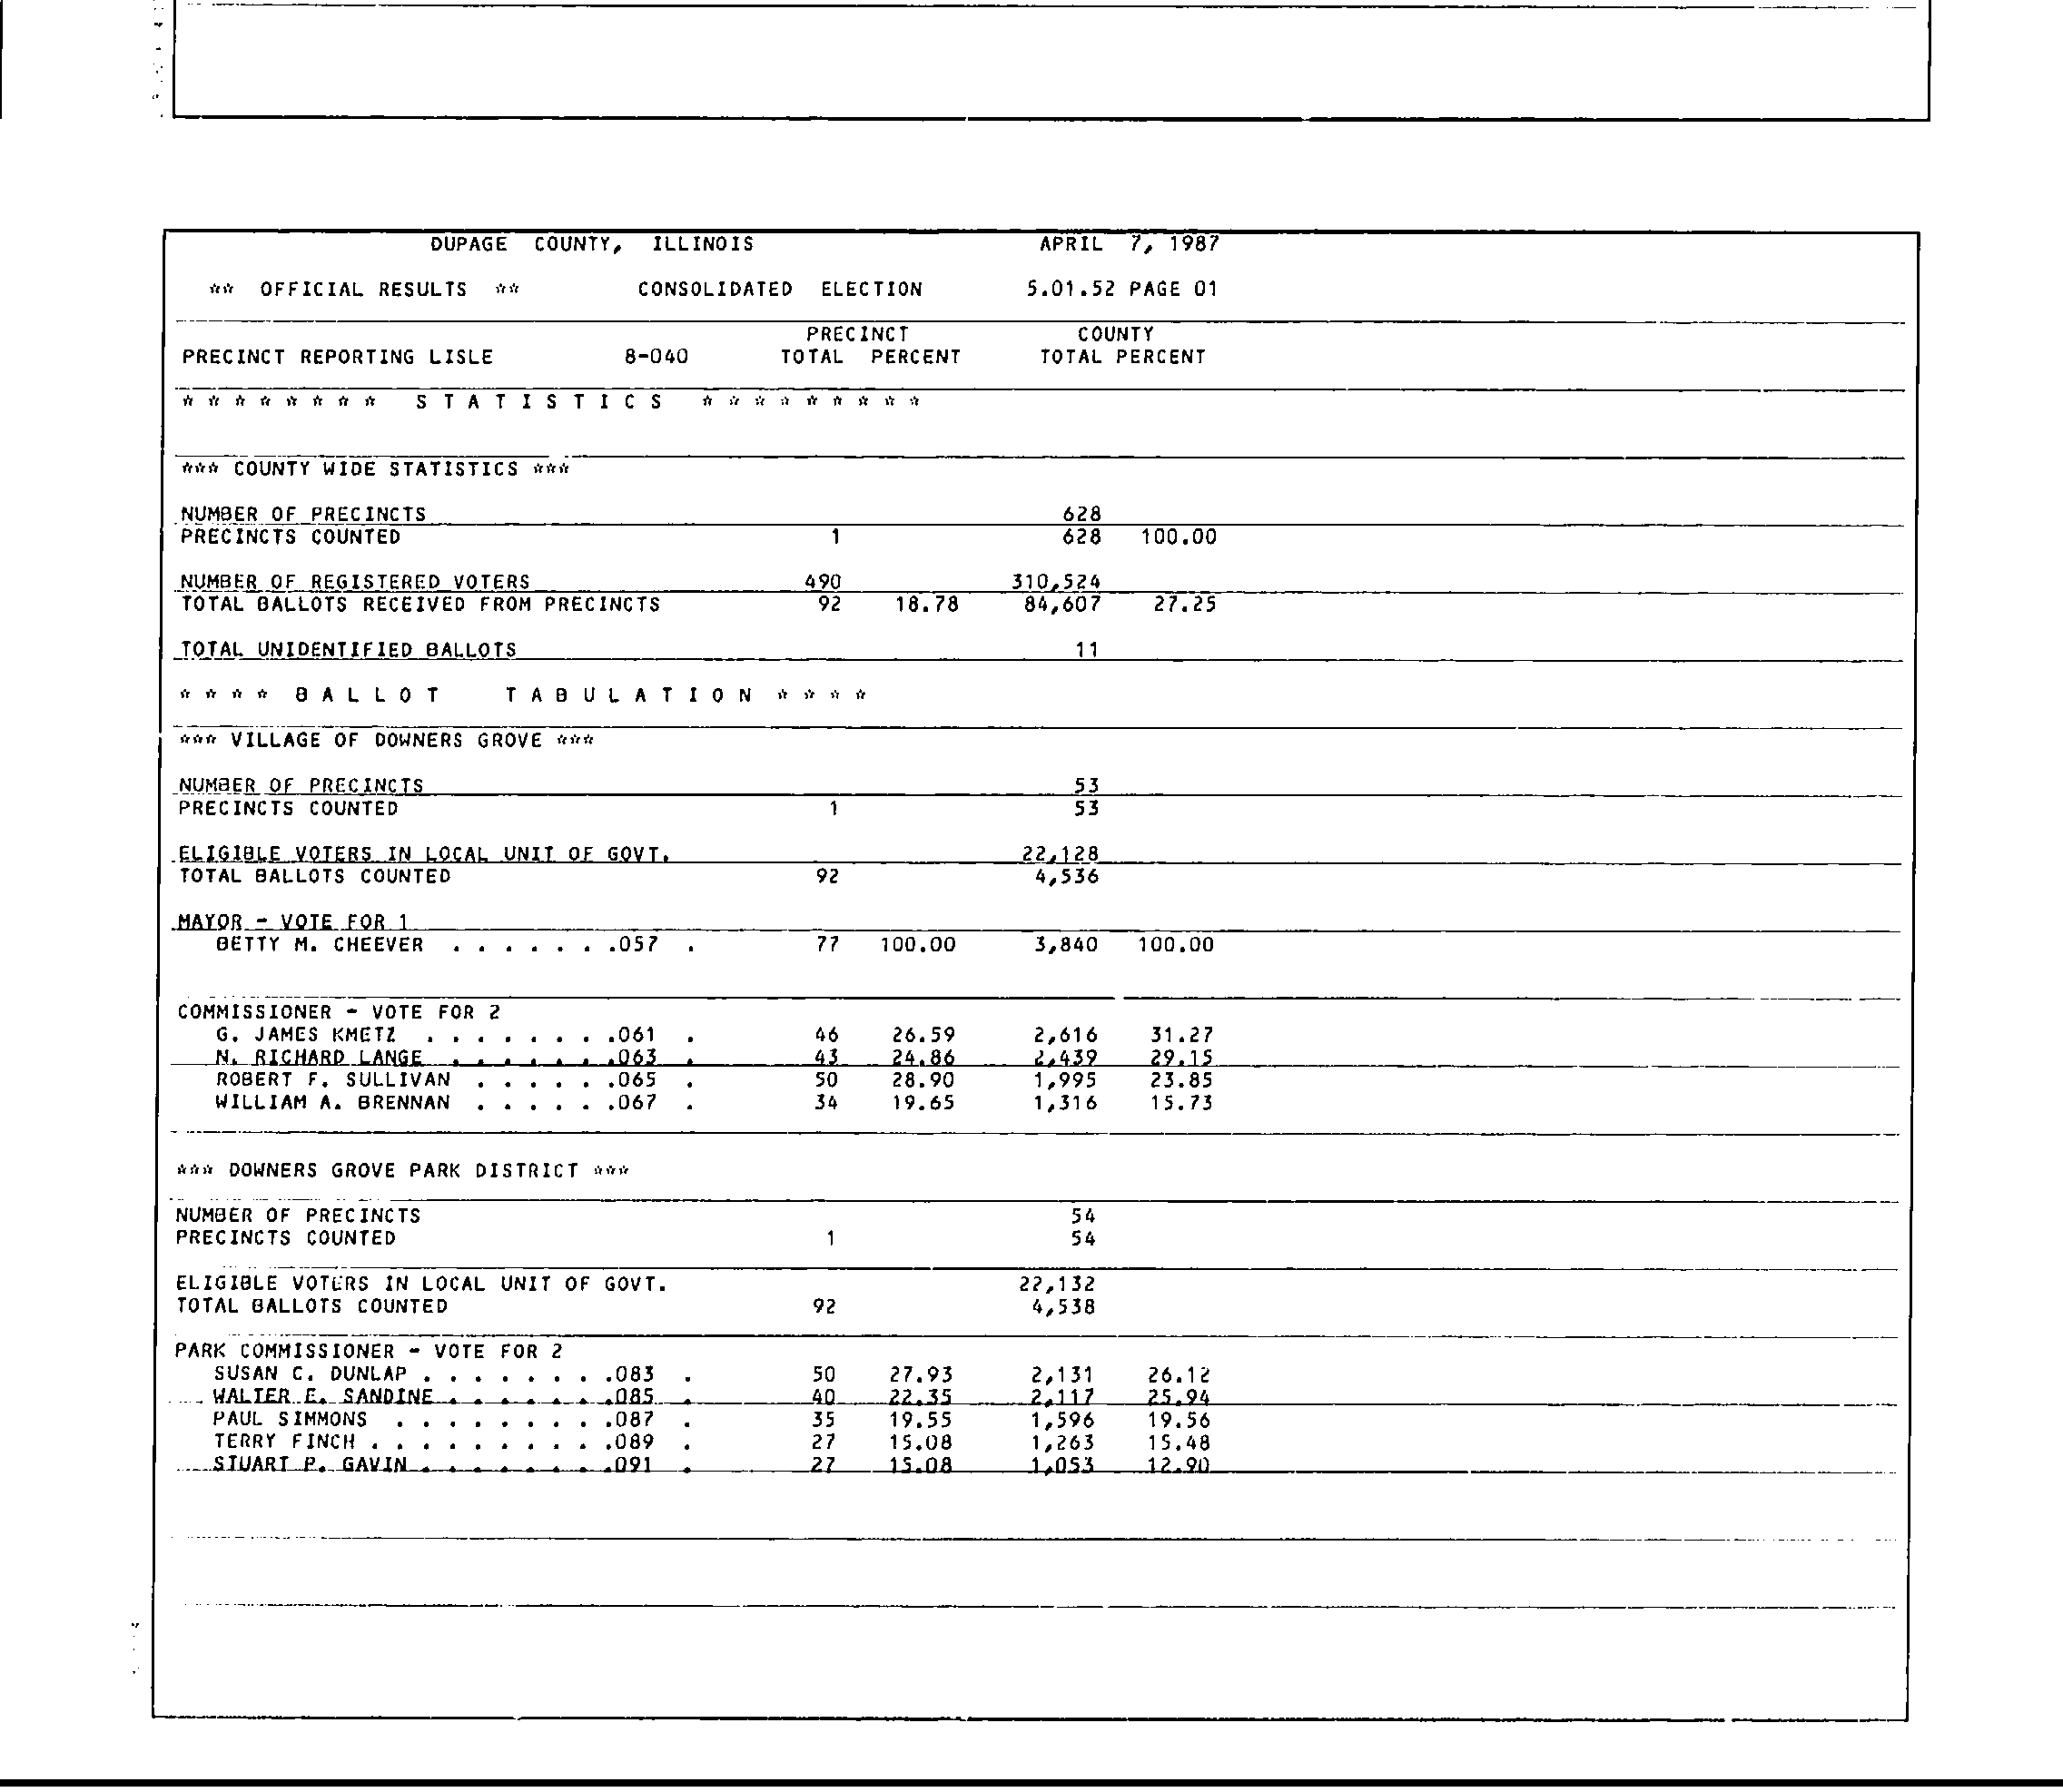 DUPAGE COUNTY, ILLINOIS APRIL 7, 1987
** OFFICIAL RESULTS ** CONSOLIDATED ELECTION 5.01.52 PAGE 01
PRECINCT COUNTY
PRECINCT REPORTING LISLE 8-040 TOTAL PERCENT TOTAL PERCENT
* * * * * * * * S T A T I S T I C S * * * * * * * * *
*** COUNTY WIDE STATISTICS ***
NUMBER OF PRECINCTS 628
PRECINCTS COUNTED 1 628 100.00
NUMBER OF REGISTERED VOTERS 490 310,524
TOTAL BALLOTS RECEIVED FROM PRECINCTS 92 18.78 84,607 27.25
TOTAL UNIDENTIFIED BALLOTS 11
* * * * B A L L O T T A B U L A T I O N * * * *
*** VILLAGE OF DOWNERS GROVE ***
NUMBER OF PRECINCTS 53
PRECINCTS COUNTED 1 53
ELIGIBLE VOTERS IN LOCAL UNIT OF GOVT. 22,128
TOTAL BALLOTS COUNTED 92 4,536
MAYOR - VOTE FOR 1
BETTY M. CHEEVER . . . . . . .057 . 77 100.00 3,840 100.00
COMMISSIONER - VOTE FOR 2
G. JAMES KMETZ . . . . . . . .061 . 46 26.59 2,616 31.27
N. RICHARD LANGE . . . . . . .063 . 43 24.86 2,439 29.15
ROBERT F. SULLIVAN . . . . . .065 . 50 28.90 1,995 23.85
WILLIAM A. BRENNAN . . . . . .067 . 34 19.65 1,316 15.73
*** DOWNERS GROVE PARK DISTRICT ***
NUMBER OF PRECINCTS 54
PRECINCTS COUNTED 1 54
ELIGIBLE VOTERS IN LOCAL UNIT OF GOVT. 22,132
TOTAL BALLOTS COUNTED 92 4,538
PARK COMMISSIONER - VOTE FOR 2
SUSAN C. DUNLAP . . . . . . . .083 . 50 27.93 2,131 26.12
WALTER E. SANDINE . . . . . . .085 . 40 22.35 2,117 25.94
PAUL SIMMONS . . . . . . . . .087 . 35 19.55 1,596 19.56
TERRY FINCH . . . . . . . . . .089 . 27 15.08 1,263 15.48
STUART P. GAVIN . . . . . . . .091 . 27 15.08 1,053 12.90